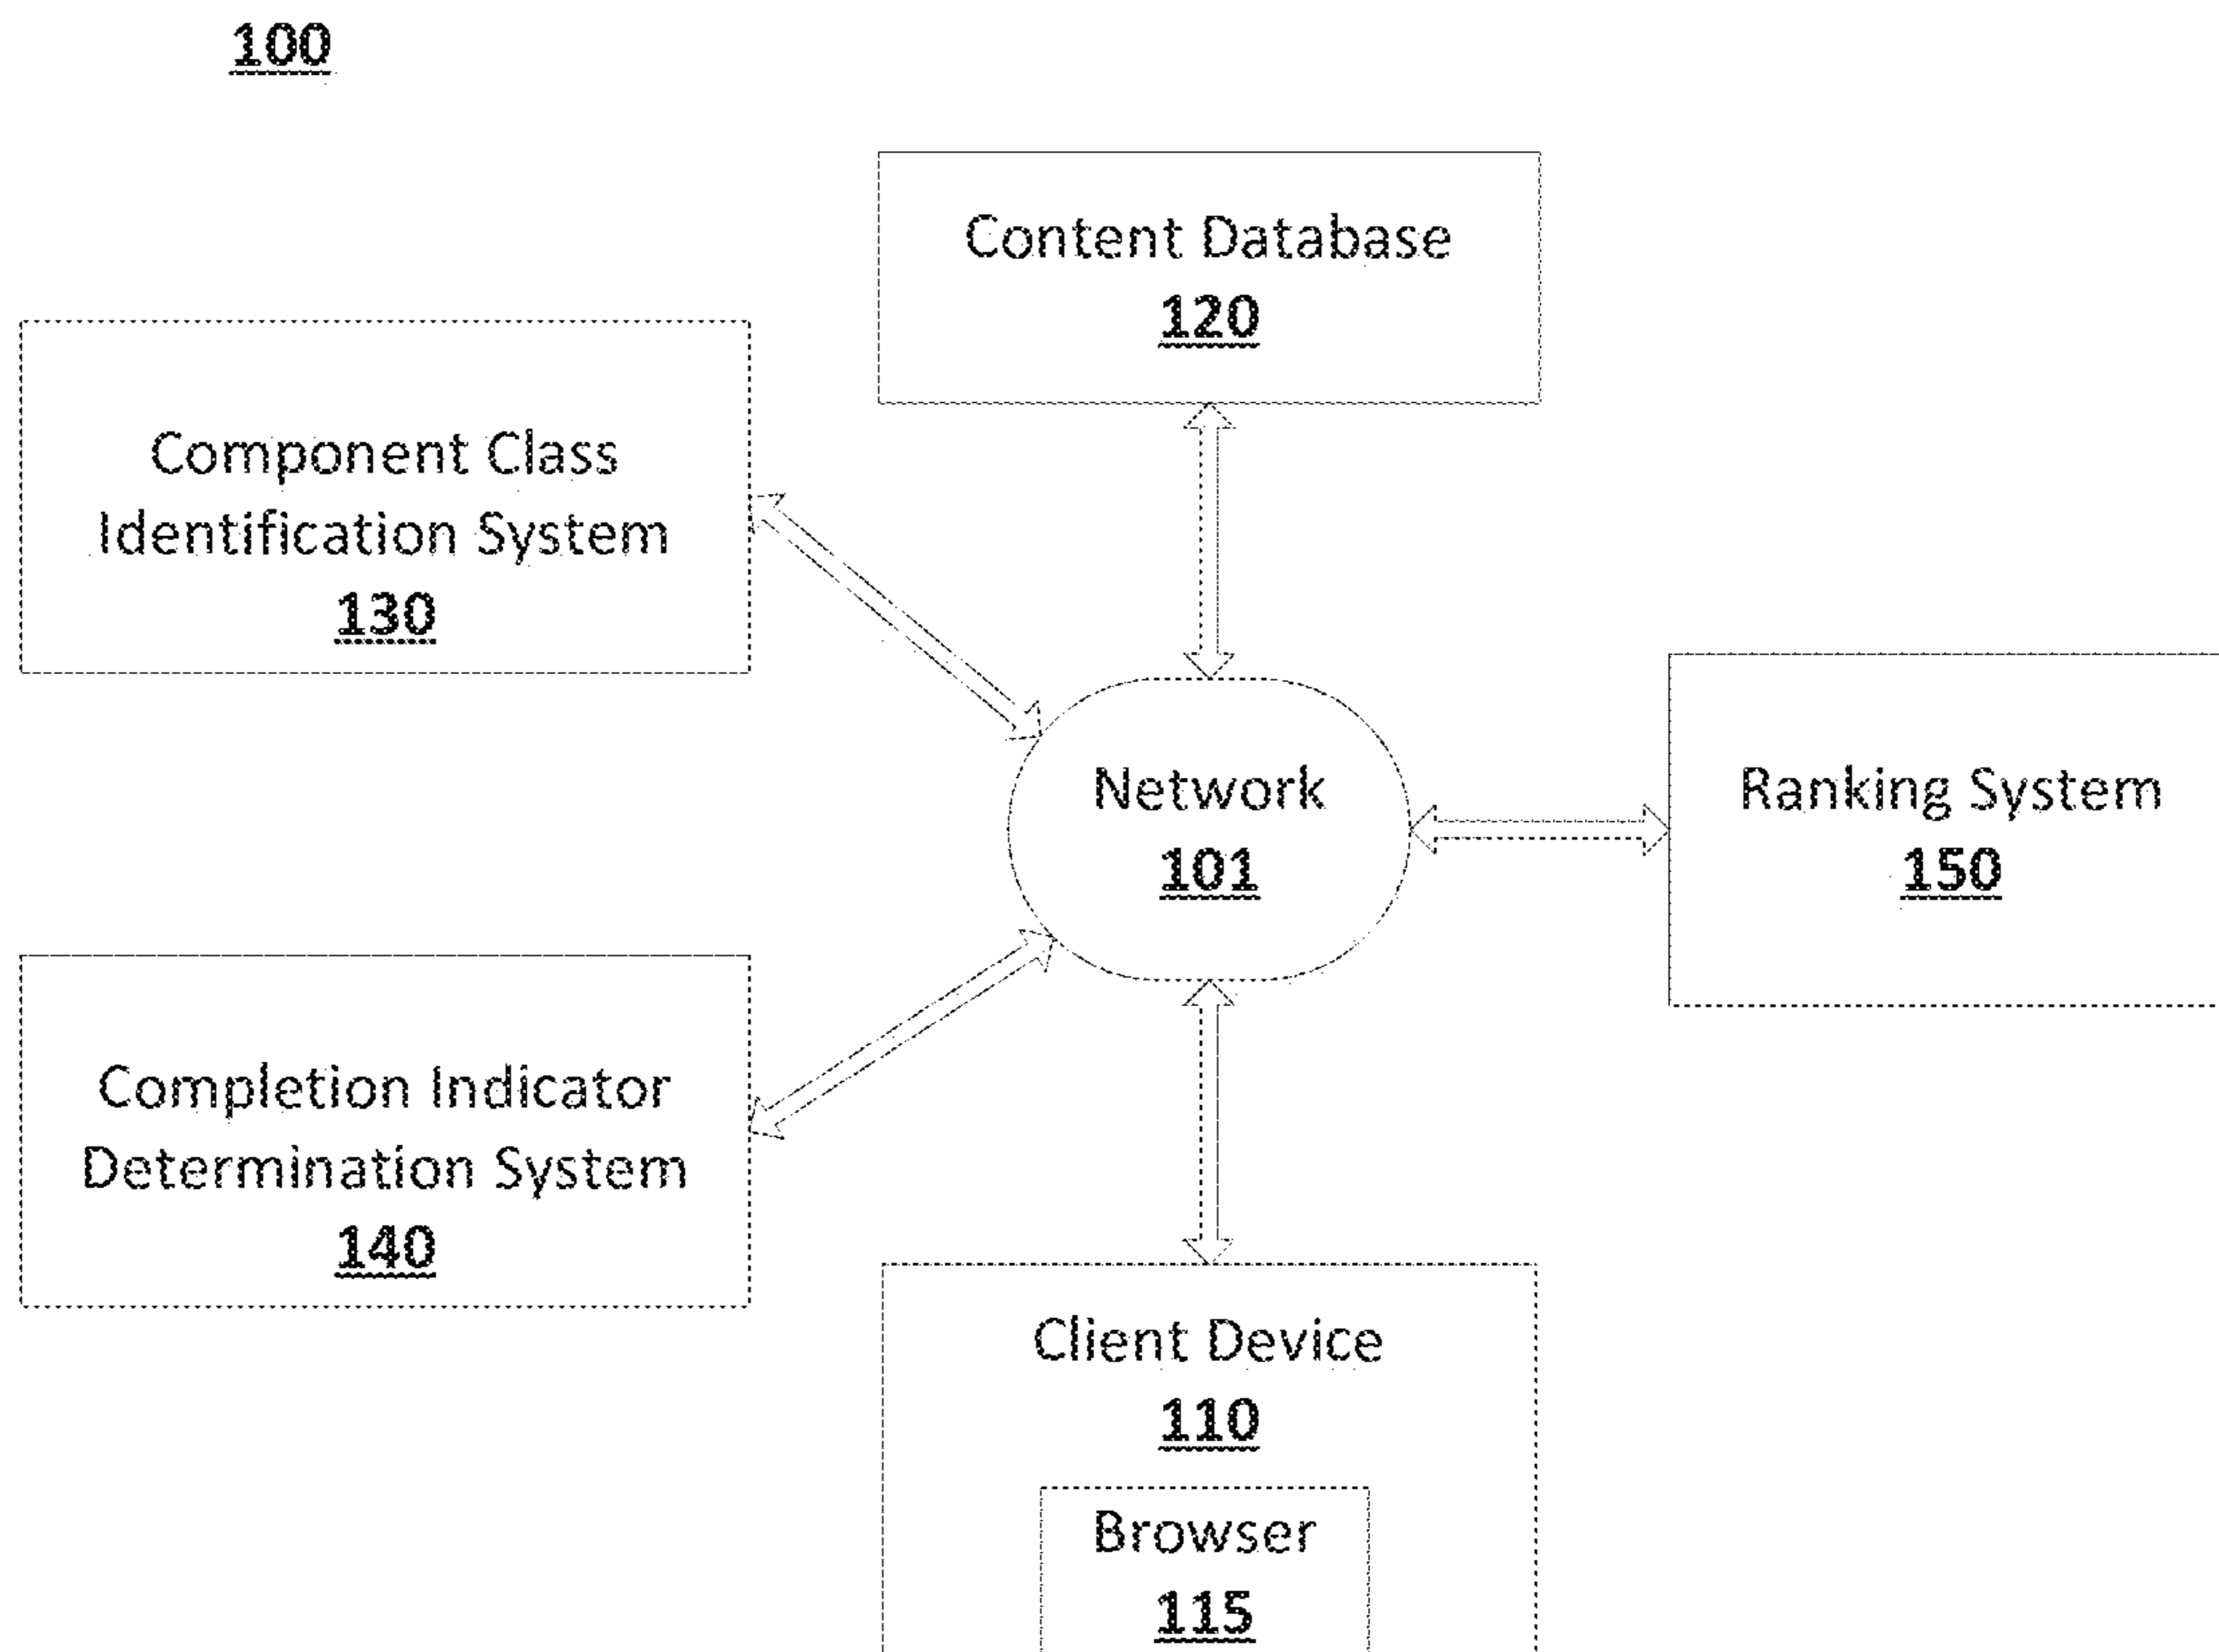 100
Content Database
120
Component Class
Identification System
130
Network
101
Ranking System
150
Completion Indicator
Determination System
140
Client Device
110
Browser
115